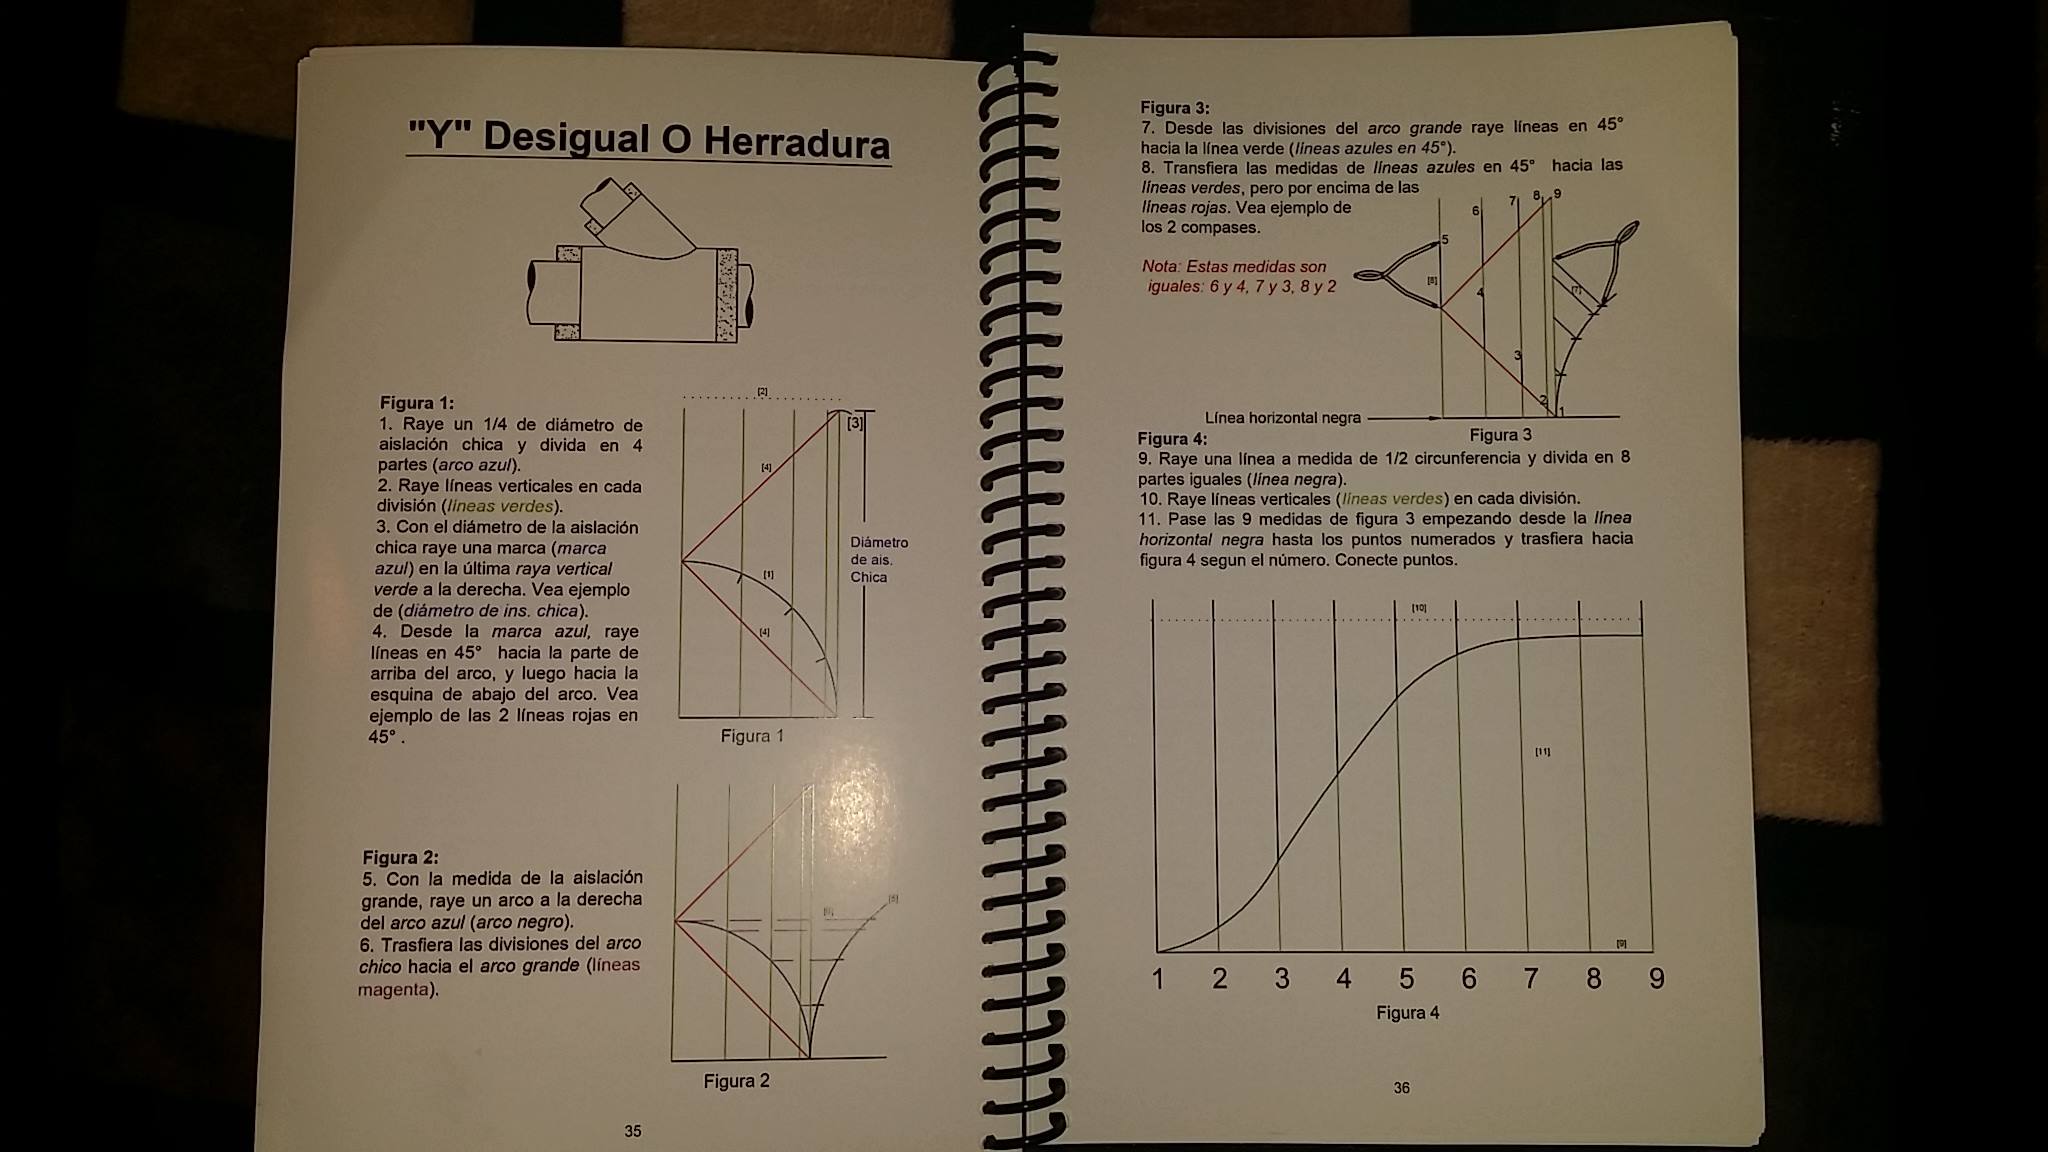 "Y" Desigual O Herradura
Figura 1:
1. Raye un 1/4 de diámetro de
aislación chica y divida en 4
partes (arco azul).
2. Raye líneas verticales en cada
división (líneas verdes).
3. Con el diámetro de la aislación
chica raye una marca (marca
azul) en la última raya vertical
verde a la derecha. Vea ejemplo
de (diámetro de ins. chica).
4. Desde la marca azul, raye
líneas en 45° hacia la parte de
arriba del arco, y luego hacia la
esquina de abajo del arco. Vea
ejemplo de las 2 líneas rojas en
45° .
[2]
[3]
[4]
Diámetro
de ais.
Chica
[1]
[4]
Figura 1
Figura 2:
5. Con la medida de la aislación
grande, raye un arco a la derecha
del arco azul (arco negro).
6. Trasfiera las divisiones del arco
chico hacia el arco grande (líneas
magenta).
Figura 2
35
Figura 3:
7. Desde las divisiones del arco grande raye líneas en 45°
hacia la línea verde (líneas azules en 45°).
8. Transfiera las medidas de líneas azules en 45° hacia las
líneas verdes, pero por encima de las
líneas rojas. Vea ejemplo de
los 2 compases.
Nota: Estas medidas son
iguales: 6 y 4, 7 y 3, 8 y 2
9
8
7
6
5
[8]
[7]
4
3
2
1
Línea horizontal negra
Figura 3
Figura 4:
9. Raye una línea a medida de 1/2 circunferencia y divida en 8
partes iguales (línea negra).
10. Raye líneas verticales (líneas verdes) en cada división.
11. Pase las 9 medidas de figura 3 empezando desde la línea
horizontal negra hasta los puntos numerados y trasfiera hacia
figura 4 segun el número. Conecte puntos.
[10]
[11]
[9]
1 2 3 4 5 6 7 8 9
Figura 4
36